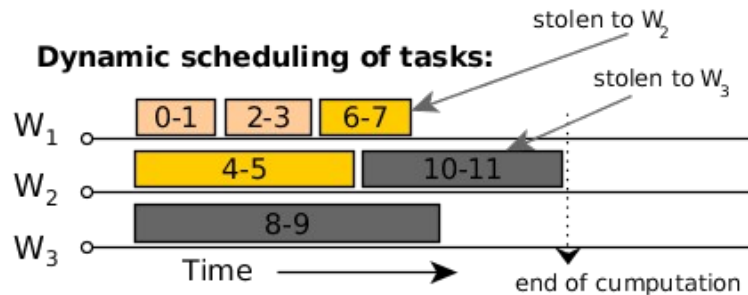 stolen to W2
Dynamic scheduling of tasks:
stolen to W3
W1 0-1 2-3 6-7
W2 4-5 10-11
W3 8-9
Time
end of cumputation